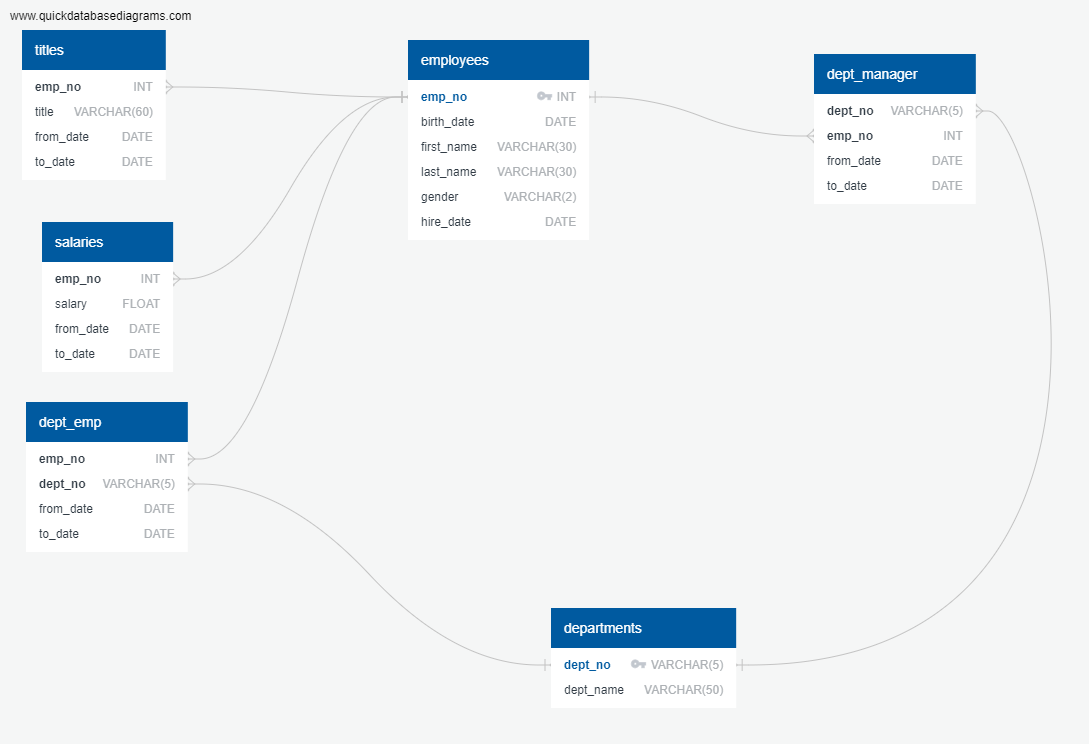 www.quickdatabasediagrams.com
titles
emp_no INT
title VARCHAR(60)
from_date DATE
to_date DATE
employees
emp_no INT
birth_date DATE
first_name VARCHAR(30)
last_name VARCHAR(30)
gender VARCHAR(2)
hire_date DATE
dept_manager
dept_no VARCHAR(5)
emp_no INT
from_date DATE
to_date DATE
salaries
emp_no INT
salary FLOAT
from_date DATE
to_date DATE
dept_emp
emp_no INT
dept_no VARCHAR(5)
from_date DATE
to_date DATE
departments
dept_no VARCHAR(5)
dept_name VARCHAR(50)